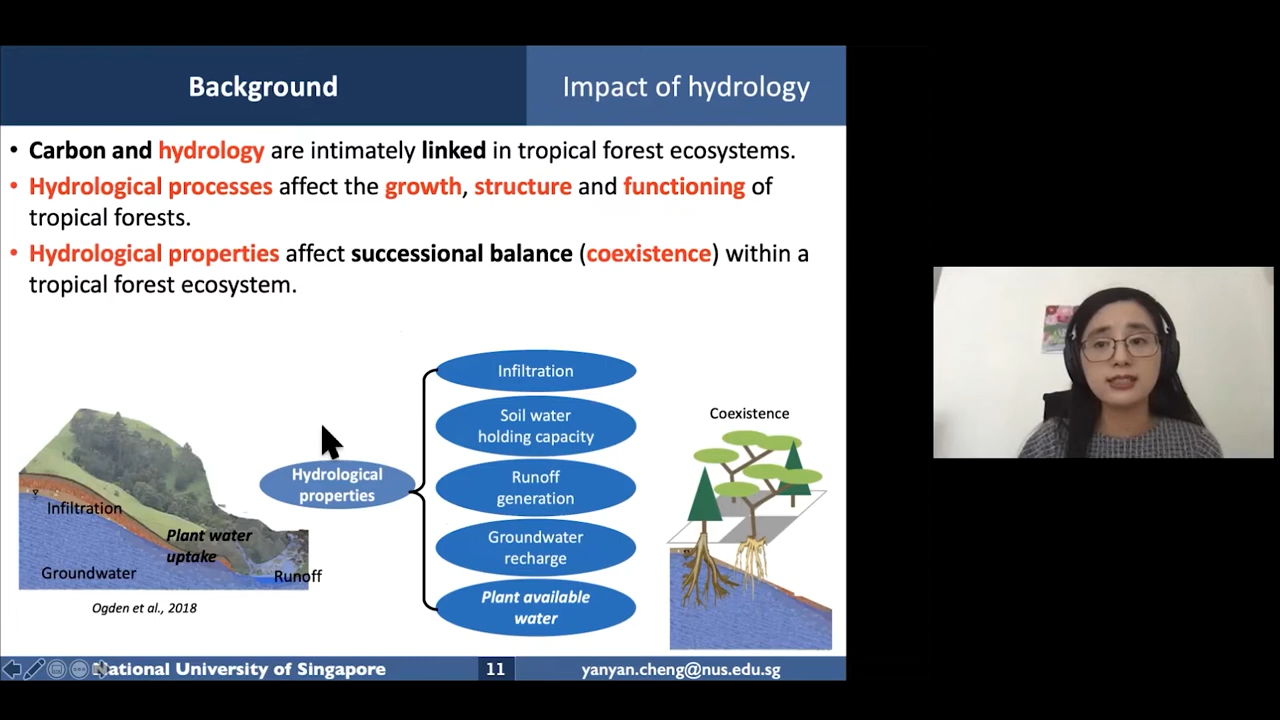 Background
Impact of hydrology
• Carbon and hydrology are intimately linked in tropical forest ecosystems.
• Hydrological processes affect the growth, structure and functioning of
tropical forests.
• Hydrological properties affect successional balance (coexistence) within a
tropical forest ecosystem.
Infiltration
Plant water
uptake
Groundwater
Runoff
Ogden et al., 2018
Hydrological
properties
Infiltration
Soil water
holding capacity
Runoff
generation
Groundwater
recharge
Plant available
water
Coexistence
National University of Singapore
11
yanyan.cheng@nus.edu.sg